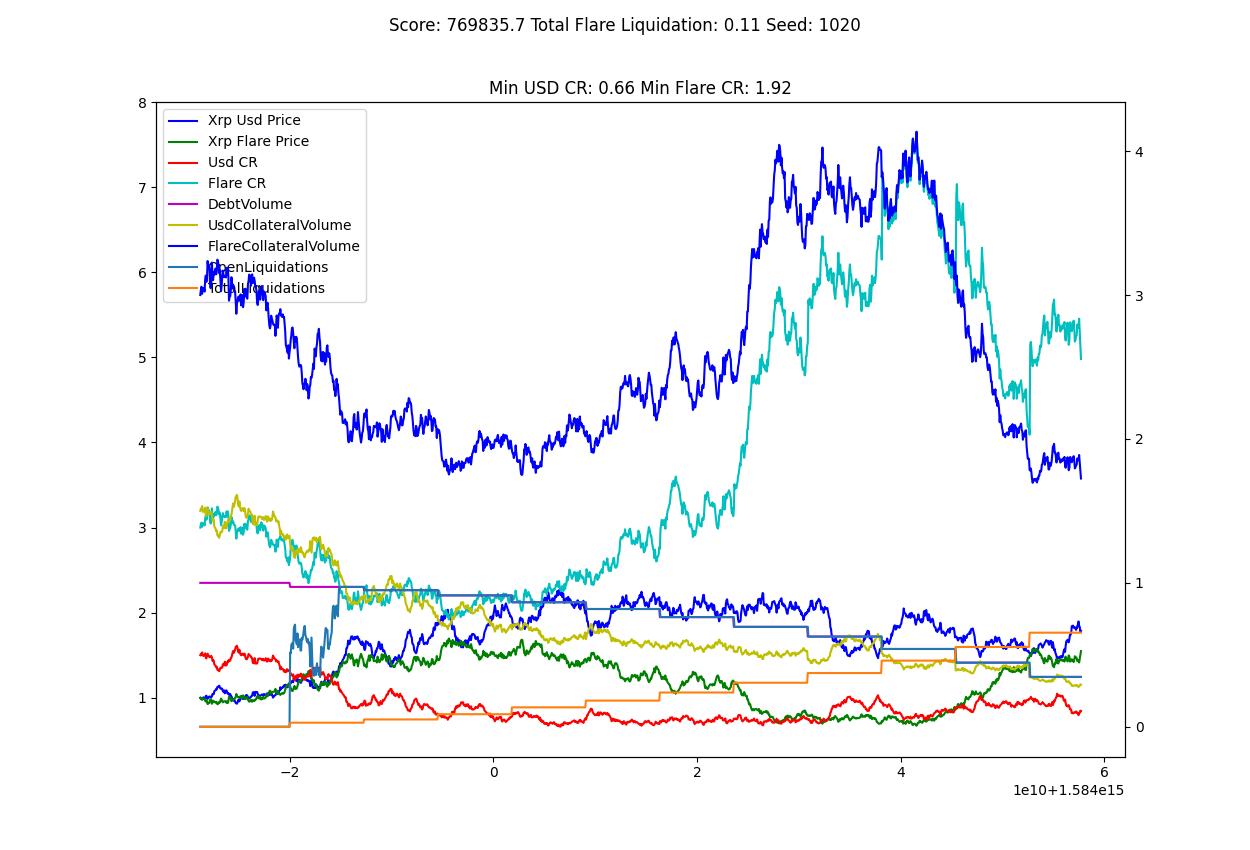 Score: 769835.7 Total Flare Liquidation: 0.11 Seed: 1020
Min USD CR: 0.66 Min Flare CR: 1.92
Xrp Usd Price
Xrp Flare Price
Usd CR
Flare CR
DebtVolume
UsdCollateralVolume
FlareCollateralVolume
OpenLiquidations
TotalLiquidations
8
7
6
5
4
3
2
1
4
3
2
1
0
−2
0
2
4
6
1e10+1.584e15